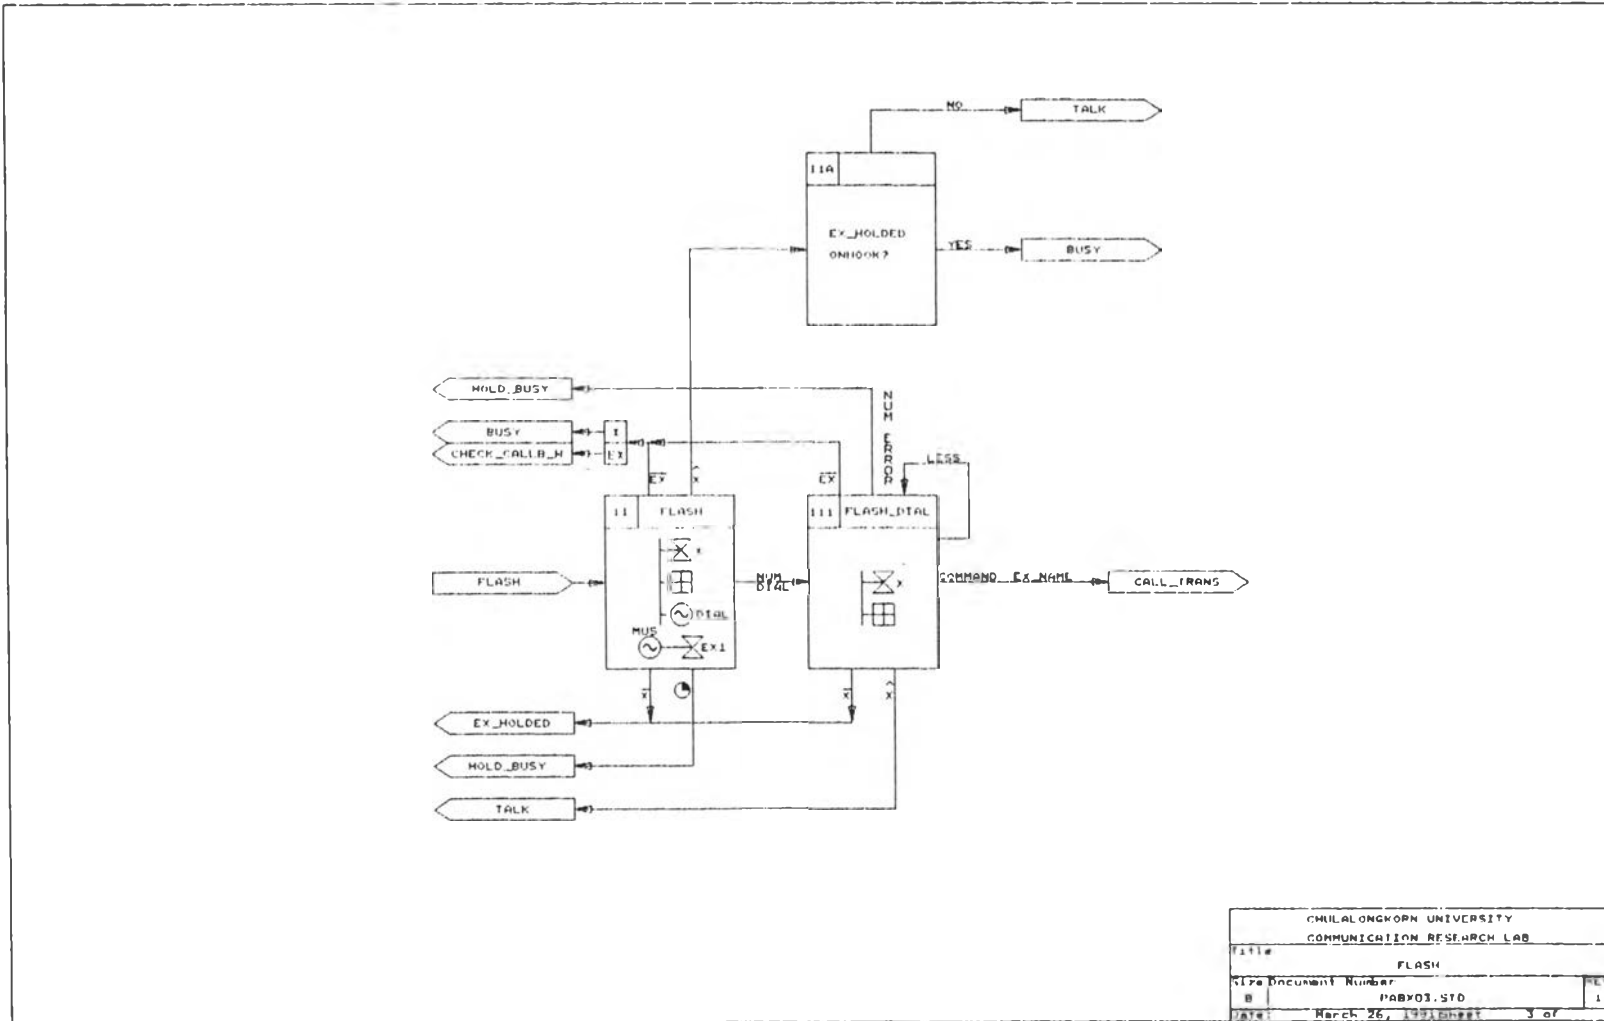 NO
TALK
11A
EX_HOLDED
ONHOOK?
YES
BUSY
HOLD_BUSY
NUM ERROR
BUSY
I
CHECK_CALLB_H
EX
LESS
EX
X
EX
11
FLASH
111
FLASH_DIAL
X
FLASH
NUM
DIAL
X
COMMAND EX_NAME
CALL_TRANS
DIAL
MUS
EX1
X
X
X
EX_HOLDED
HOLD_BUSY
TALK
CHULALONGKORN UNIVERSITY
COMMUNICATION RESEARCH LAB
Title
FLASH
Size Document Number
B
PABX03.STD
1
Date: March 26, 1991 Sheet 3 of